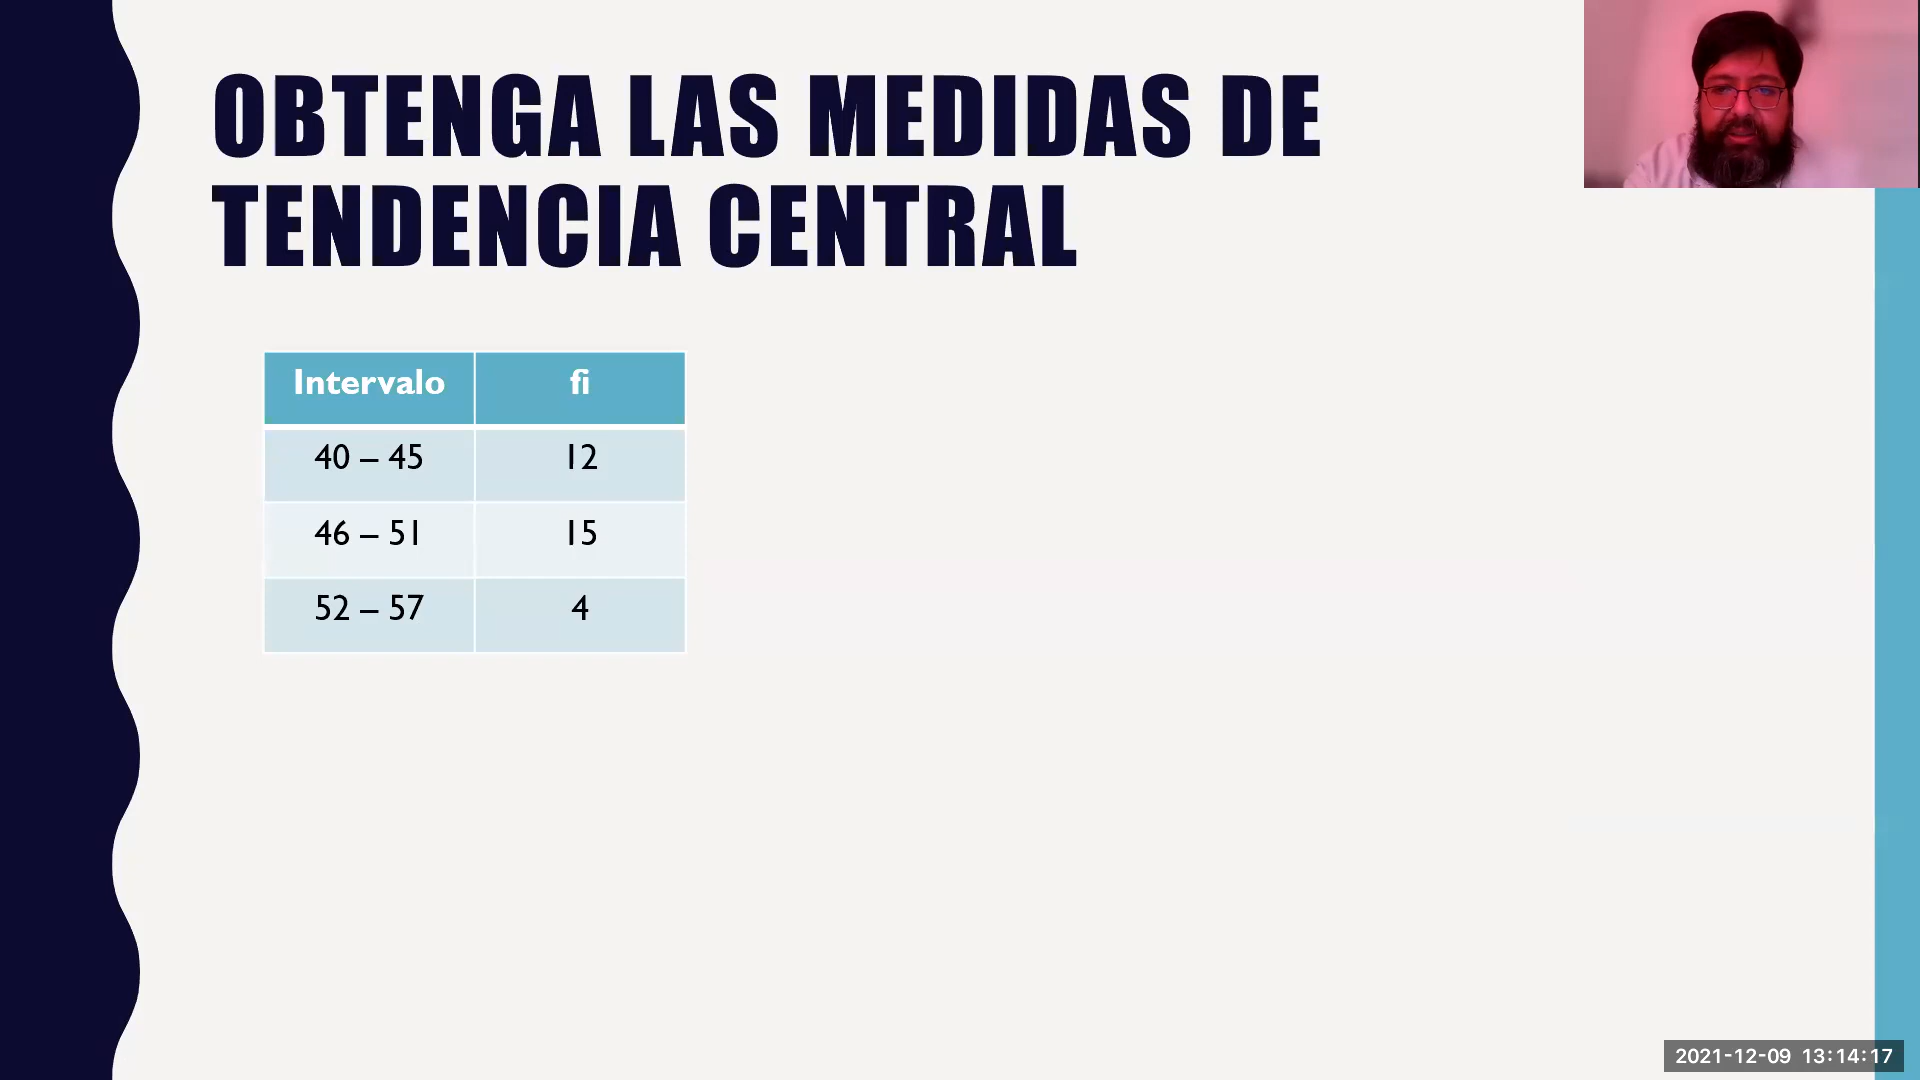 OBTENGA LAS MEDIDAS DE
TENDENCIA CENTRAL
Intervalo fi
40 – 45 12
46 – 51 15
52 – 57 4
2021-12-09 13:14:17